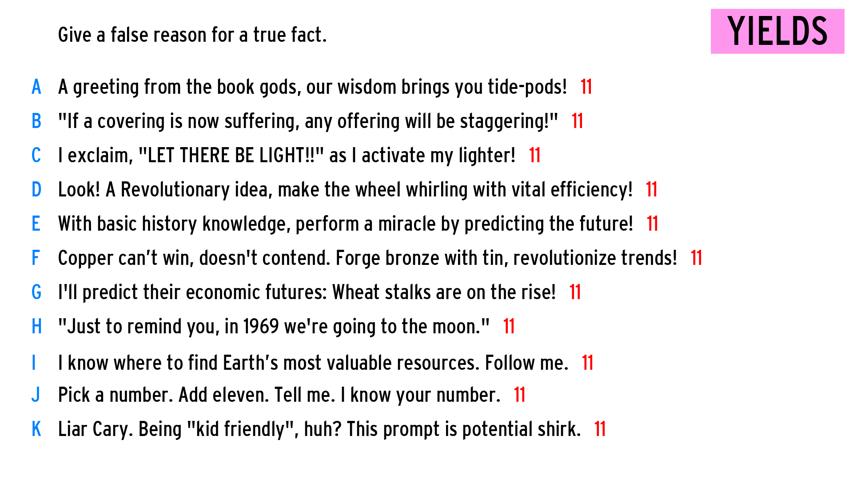 Give a false reason for a true fact.
YIELDS
A A greeting from the book gods, our wisdom brings you tide-pods! 11
B "If a covering is now suffering, any offering will be staggering!" 11
C I exclaim, "LET THERE BE LIGHT!!" as I activate my lighter! 11
D Look! A Revolutionary idea, make the wheel whirling with vital efficiency! 11
E With basic history knowledge, perform a miracle by predicting the future! 11
F Copper can't win, doesn't contend. Forge bronze with tin, revolutionize trends! 11
G I'll predict their economic futures: Wheat stalks are on the rise! 11
H "Just to remind you, in 1969 we're going to the moon." 11
I I know where to find Earth's most valuable resources. Follow me. 11
J Pick a number. Add eleven. Tell me. I know your number. 11
K Liar Cary. Being "kid friendly", huh? This prompt is potential shirk. 11